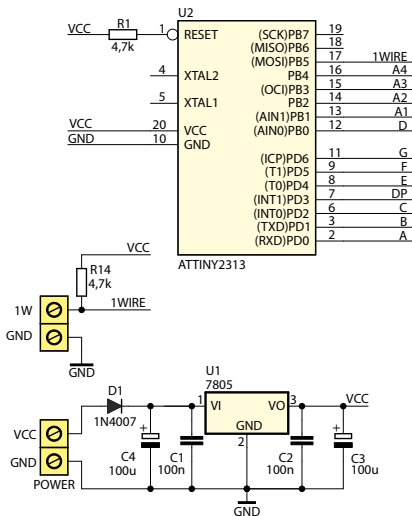 U2
VCC R1 1 RESET (SCK)PB7 19
4,7k (MISO)PB6 18
(MOSI)PB5 17 1WIRE
4 XTAL2 PB4 16 A4
(OCI)PB3 15 A3
5 XTAL1 PB2 14 A2
(AIN1)PB1 13 A1
VCC 20 VCC (AIN0)PB0 12 D
GND 10 GND
(ICP)PD6 11 G
(T1)PD5 9 F
(T0)PD4 8 E
(INT1)PD3 7 DP
(INT0)PD2 6 C
(TXD)PD1 3 B
(RXD)PD0 2 A
ATTINY2313
VCC
R14
4,7k
1W 1WIRE
GND
GND
U1
D1 7805
1 VI VO 3 VCC
1N4007
GND
VCC + + 
2
GND C4 C1 C2 C3
100u 100n 100n 100u
POWER
GND